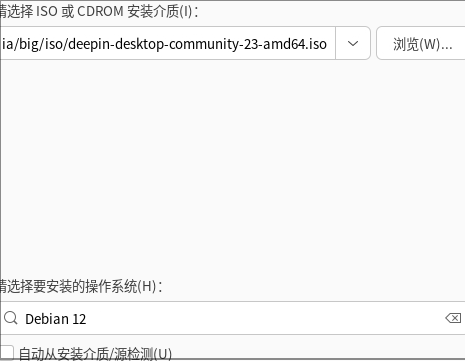 请选择 ISO 或 CDROM 安装介质(I)：
ia/big/iso/deepin-desktop-community-23-amd64.iso
浏览(W)...
请选择要安装的操作系统(H)：
Debian 12
自动从安装介质/源检测(U)